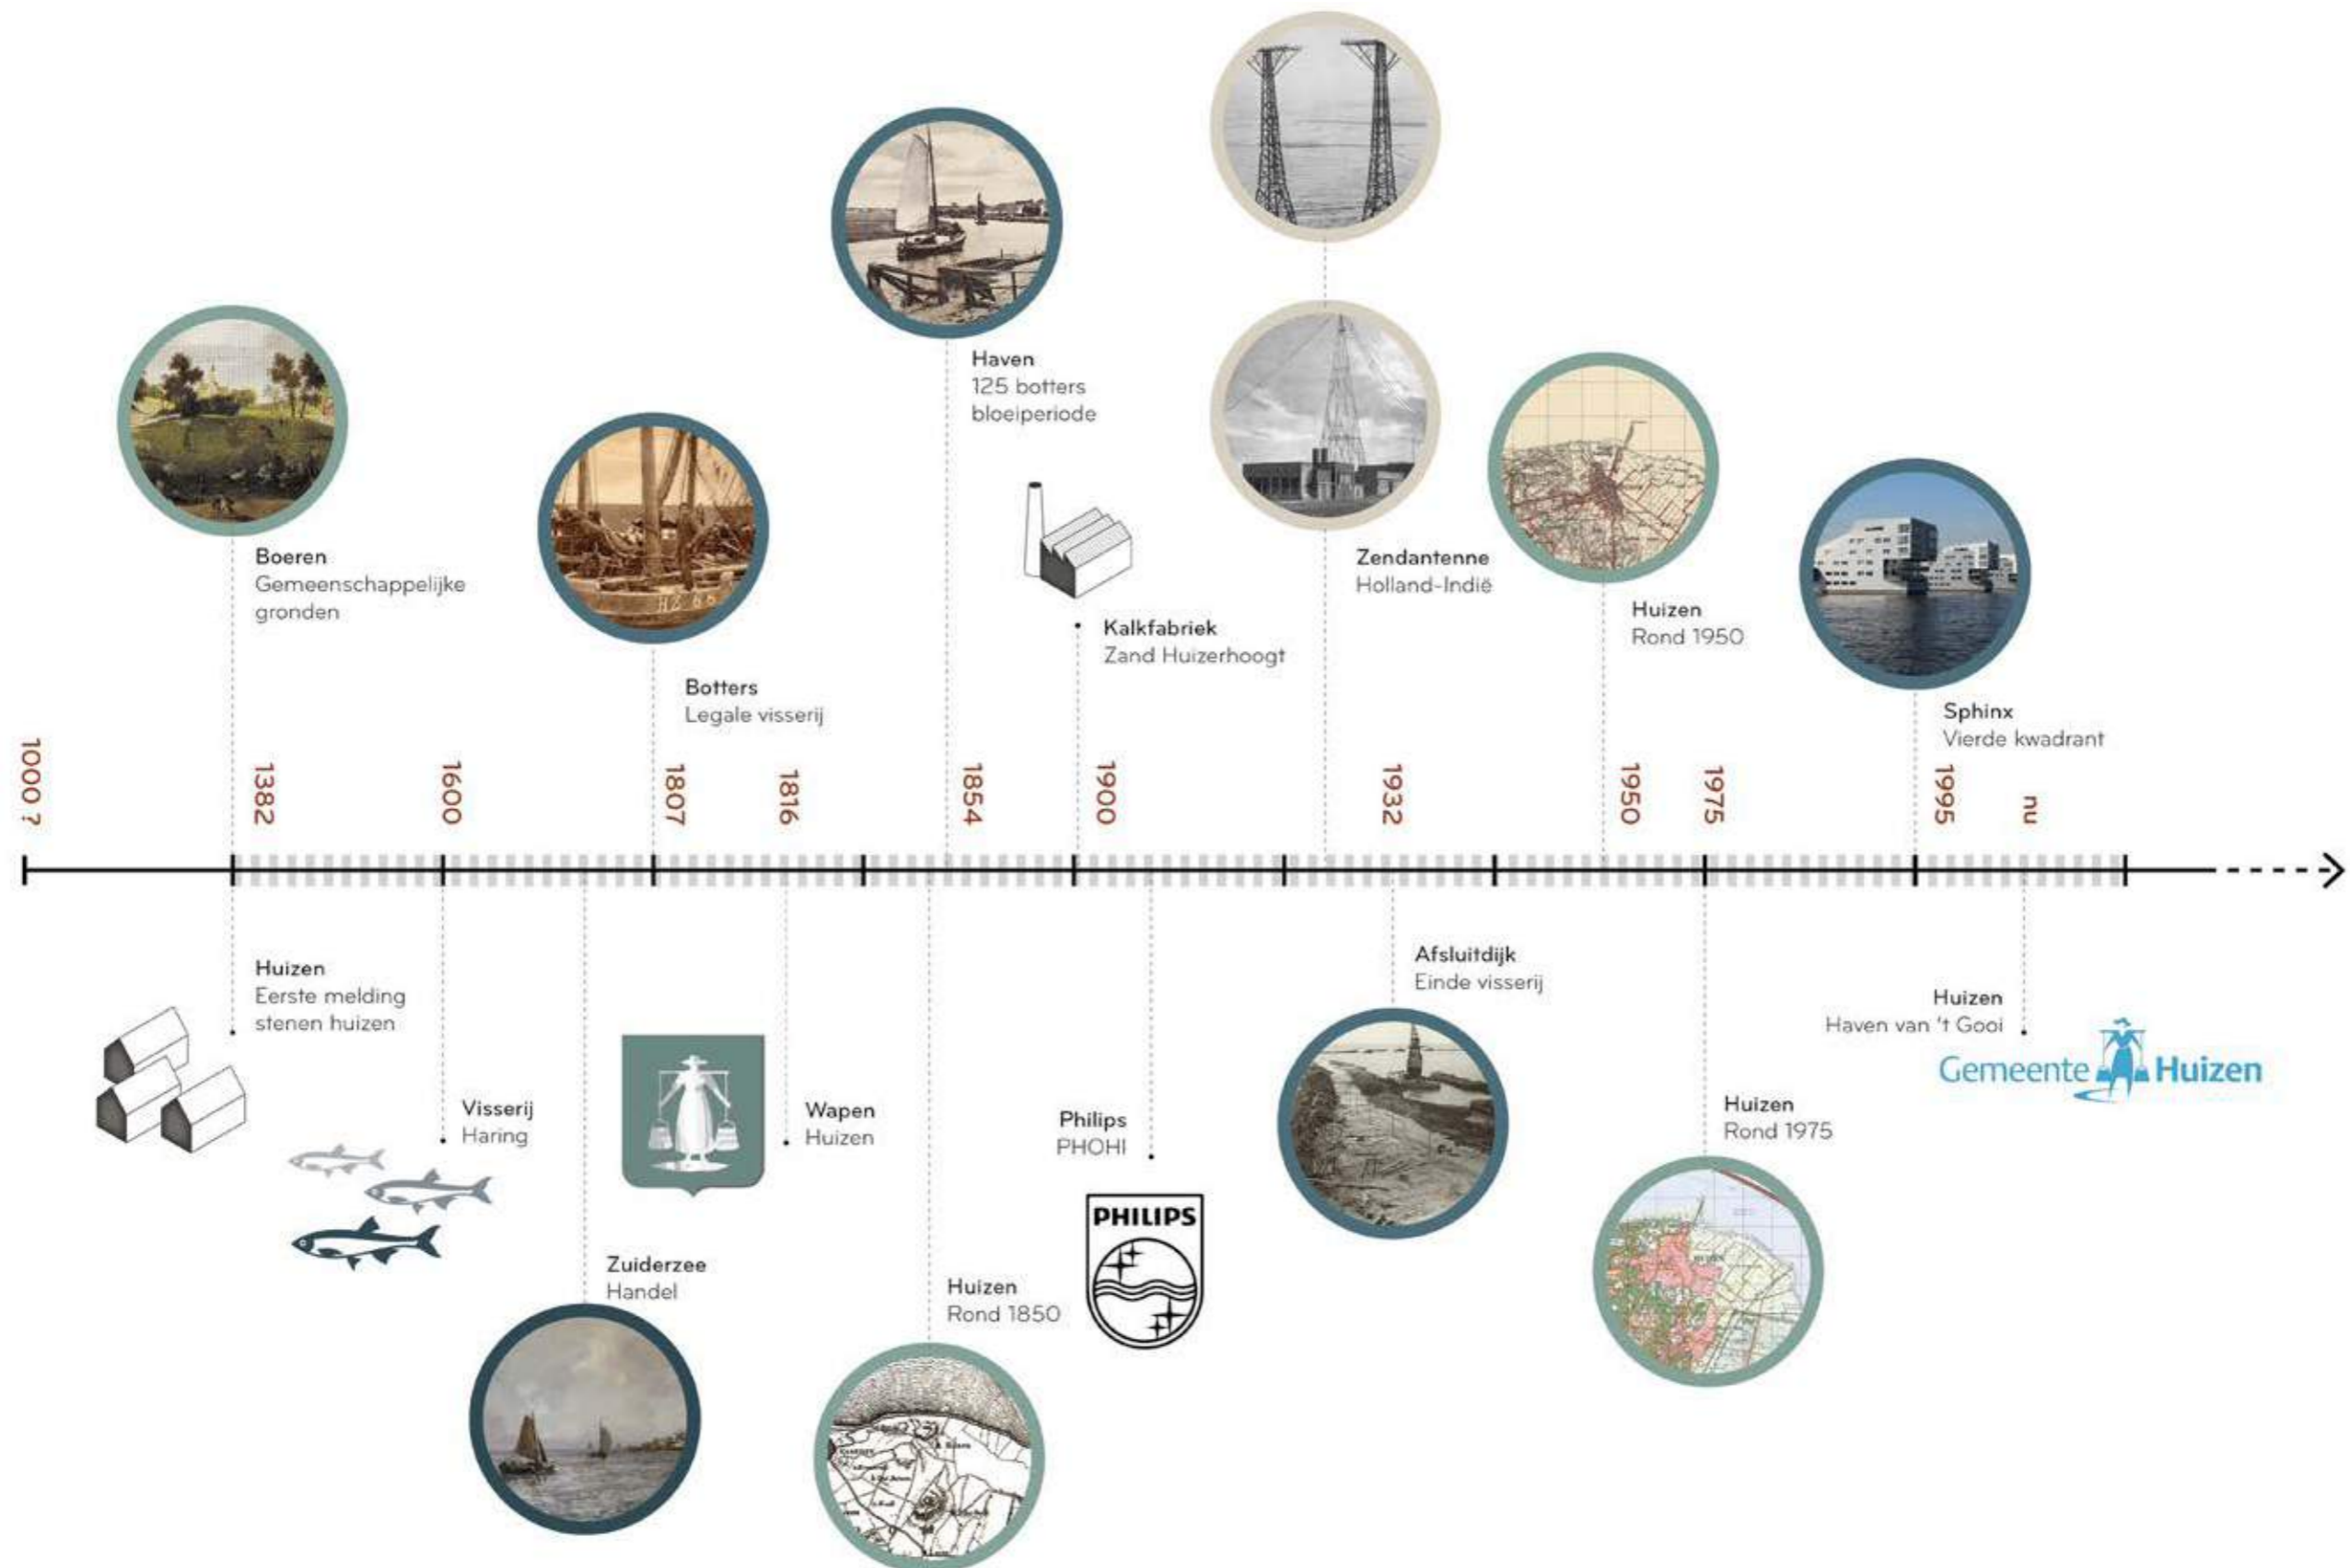 Haven
125 botters
bloeiperiode
Boeren
Gemeenschappelijke
gronden
HZ 66
Zendantenne
Holland-Indië
Huizen
Rond 1950
Kalkfabriek
Zand Huizerhoogt
Botters
Legale visserij
Sphinx
Vierde kwadrant
1000 ?
1382
1600
1807
1816
1854
1900
1932
1950
1975
1995
nu
Huizen
Eerste melding
stenen huizen
Afsluitdijk
Einde visserij
Huizen
Haven van 't Gooi
Gemeente Huizen
Visserij
Haring
Wapen
Huizen
Philips
PHOHI
Huizen
Rond 1975
PHILIPS
Zuiderzee
Handel
Huizen
Rond 1850